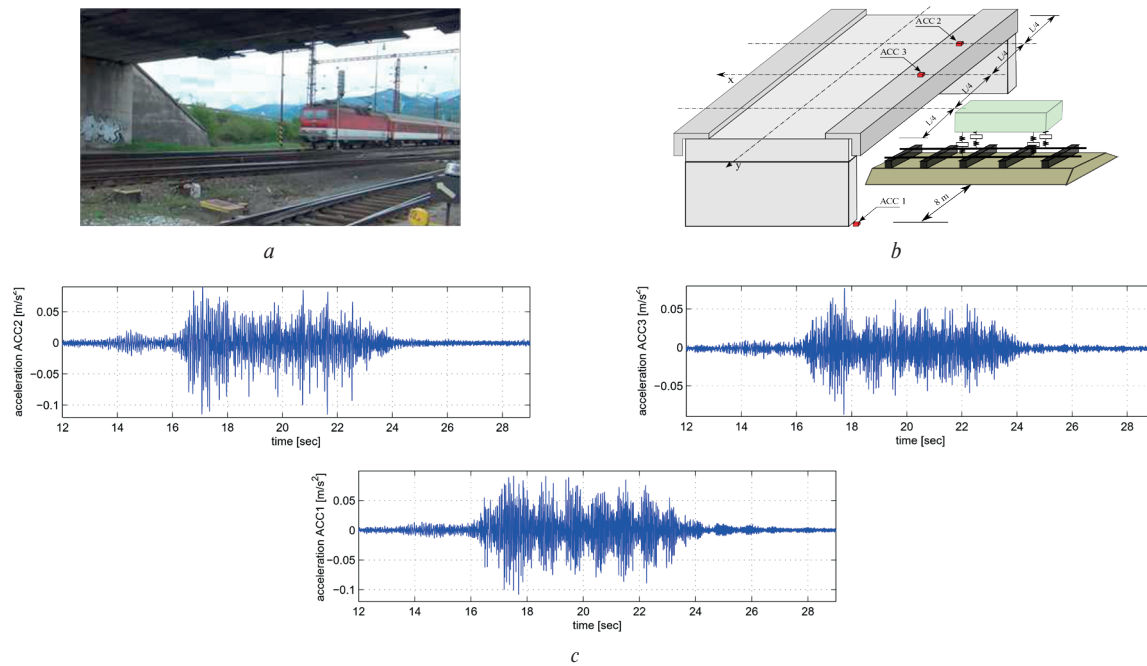 ACC 2
ACC 3
x
L/4
L/4
L/4
L/4
y
ACC 1
8 m
a
b
acceleration ACC2 [m/s²]
0.05
0
−0.05
−0.1
12 14 16 18 20 22 24 26 28
time [sec]
acceleration ACC3 [m/s²]
0.05
0
−0.05
12 14 16 18 20 22 24 26 28
time [sec]
acceleration ACC1 [m/s²]
0.05
0
−0.05
−0.1
12 14 16 18 20 22 24 26 28
time [sec]
c